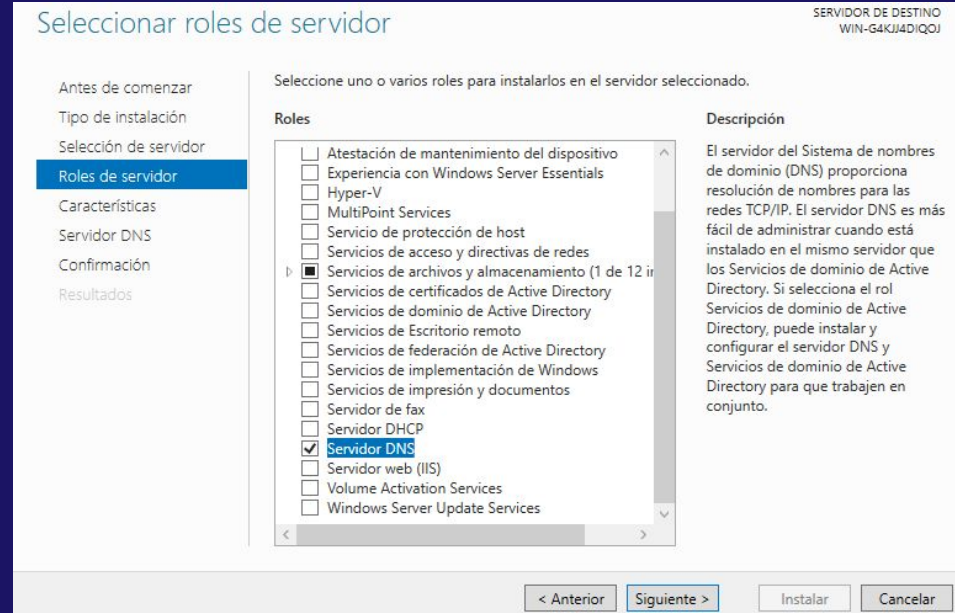 Seleccionar roles de servidor
SERVIDOR DE DESTINO
WIN-G4KJJ4DIQOJ
Antes de comenzar
Tipo de instalación
Selección de servidor
Roles de servidor
Características
Servidor DNS
Confirmación
Resultados
Seleccione uno o varios roles para instalarlos en el servidor seleccionado.
Roles
Atestación de mantenimiento del dispositivo
Experiencia con Windows Server Essentials
Hyper-V
MultiPoint Services
Servicio de protección de host
Servicios de acceso y directivas de redes
Servicios de archivos y almacenamiento (1 de 12 ir
Servicios de certificados de Active Directory
Servicios de dominio de Active Directory
Servicios de Escritorio remoto
Servicios de federación de Active Directory
Servicios de implementación de Windows
Servicios de impresión y documentos
Servidor de fax
Servidor DHCP
Servidor DNS
Servidor web (IIS)
Volume Activation Services
Windows Server Update Services
Descripción
El servidor del Sistema de nombres
de dominio (DNS) proporciona
resolución de nombres para las
redes TCP/IP. El servidor DNS es más
fácil de administrar cuando está
instalado en el mismo servidor que
los Servicios de dominio de Active
Directory. Si selecciona el rol
Servicios de dominio de Active
Directory, puede instalar y
configurar el servidor DNS y
Servicios de dominio de Active
Directory para que trabajen en
conjunto.
< Anterior
Siguiente >
Instalar
Cancelar